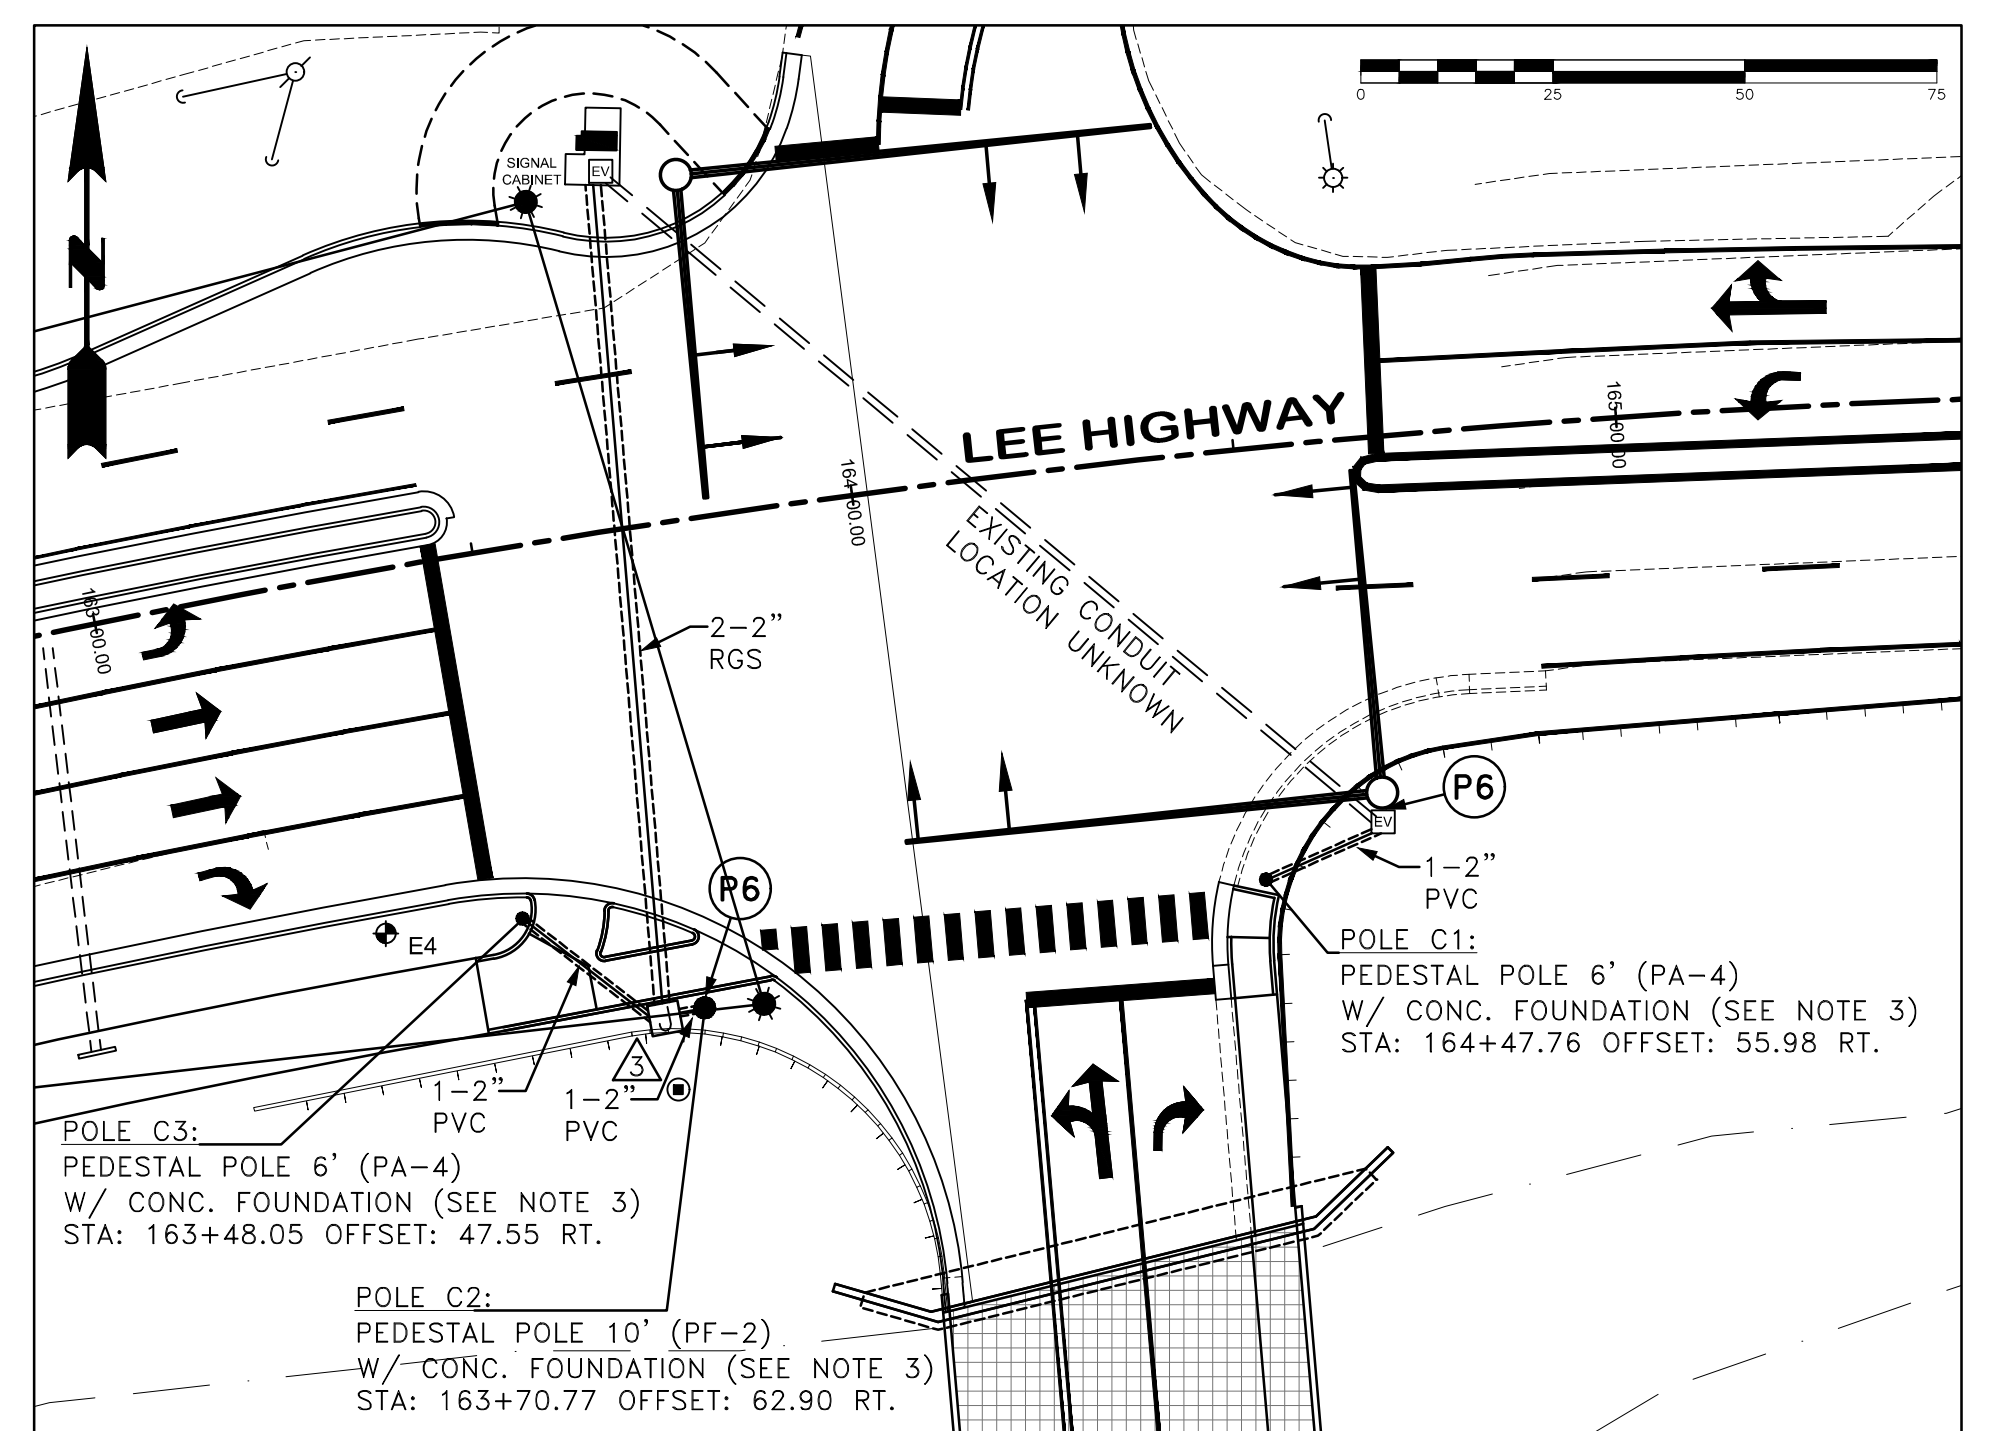 0 25 50 75
SIGNAL
CABINET
EV
N
LEE HIGHWAY
165+00.00
164+00.00
163+00.00
EXISTING CONDUIT
LOCATION UNKNOWN
2-2"
RGS
P6
EV
1-2"
PVC
P6
E4
POLE C1:
PEDESTAL POLE 6' (PA-4)
W/ CONC. FOUNDATION (SEE NOTE 3)
STA: 164+47.76 OFFSET: 55.98 RT.
J
3
1-2"
PVC
1-2"
PVC
POLE C3:
PEDESTAL POLE 6' (PA-4)
W/ CONC. FOUNDATION (SEE NOTE 3)
STA: 163+48.05 OFFSET: 47.55 RT.
POLE C2:
PEDESTAL POLE 10' (PF-2)
W/ CONC. FOUNDATION (SEE NOTE 3)
STA: 163+70.77 OFFSET: 62.90 RT.